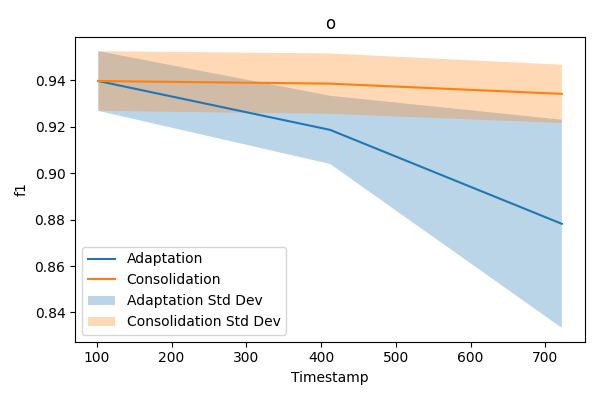 o
f1
0.94
0.92
0.90
0.88
0.86
0.84
Adaptation
Consolidation
Adaptation Std Dev
Consolidation Std Dev
100 200 300 400 500 600 700
Timestamp